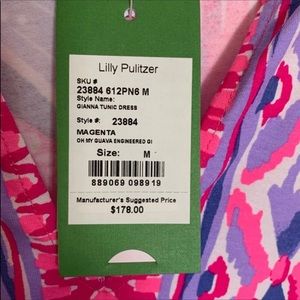 Lilly Pulitzer
SKU #
23884 612PN6 M
Style Name:
GIANNA TUNIC DRESS
Style #: 23884
MAGENTA
OH MY GUAVA ENGINEERED GI
Size: M
889069 098919
Manufacturer's Suggested Price
$178.00